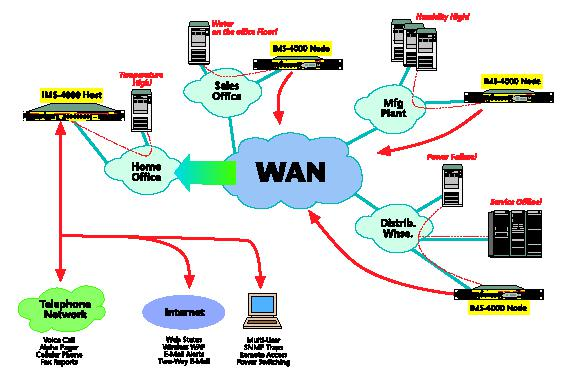 Water
on the office Floor!
IMS-4000 Node
Sales
Office
Humidity High!
IMS-4000 Node
Mfg
Plant
Temperature
High!
IMS-4000 Host
Home
Office
WAN
Power Failure!
Service Offline!
Distrib.
Whse.
IMS-4000 Node
Telephone
Network
Voice Call
Alpha Pager
Cellular Phone
Fax Reports
Internet
Web Status
Wireless WAP
E-Mail Alerts
Two-Way E-Mail
Multi-User
SNMP Traps
Remote Access
Power Switching